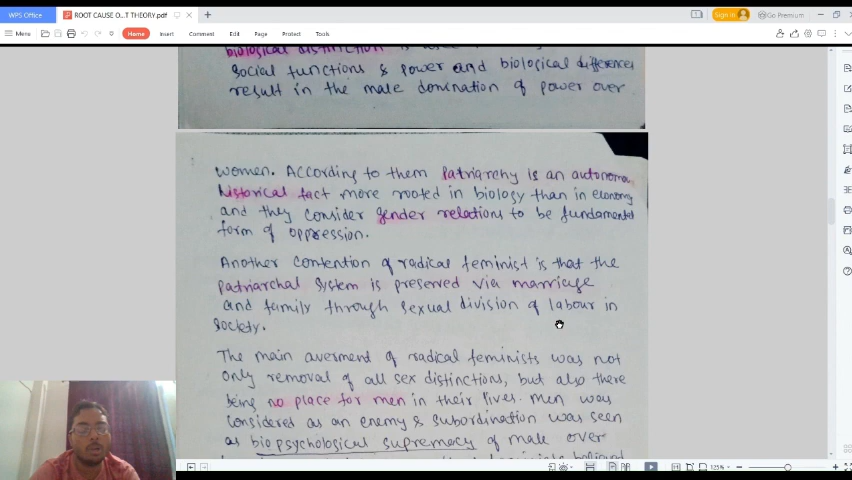 WPS Office
ROOT CAUSE O...T THEORY.pdf
Sign in
Go Premium
Menu
Home
Insert
Comment
Edit
Page
Protect
Tools
biological distinction is
social functions & power and biological differences
result in the male domination of power over
women. According to them Patriarchy is an
historical fact more rooted in biology than in economy
and they consider gender relations to be fundamental
form of oppression.
Another contention of radical feminist is that the
patriarchal system is preserved via marriage
and family through sexual division of labour in
society.
The main averment of radical feminists was not
only removal of all sex distinctions, but also there
being no place for men in their lives. Men was
considered as an enemy & subordination was seen
as biopsychological supremacy of male over
125%